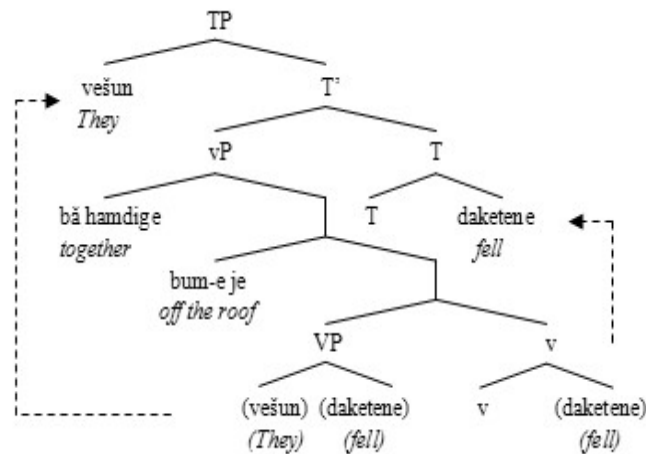 TP
vešun T’
They
vP T
bă hamdige T daketene
together fell
bum-e je
off the roof
VP v
(vešun) (daketene) v (daketene)
(They) (fell) (fell)